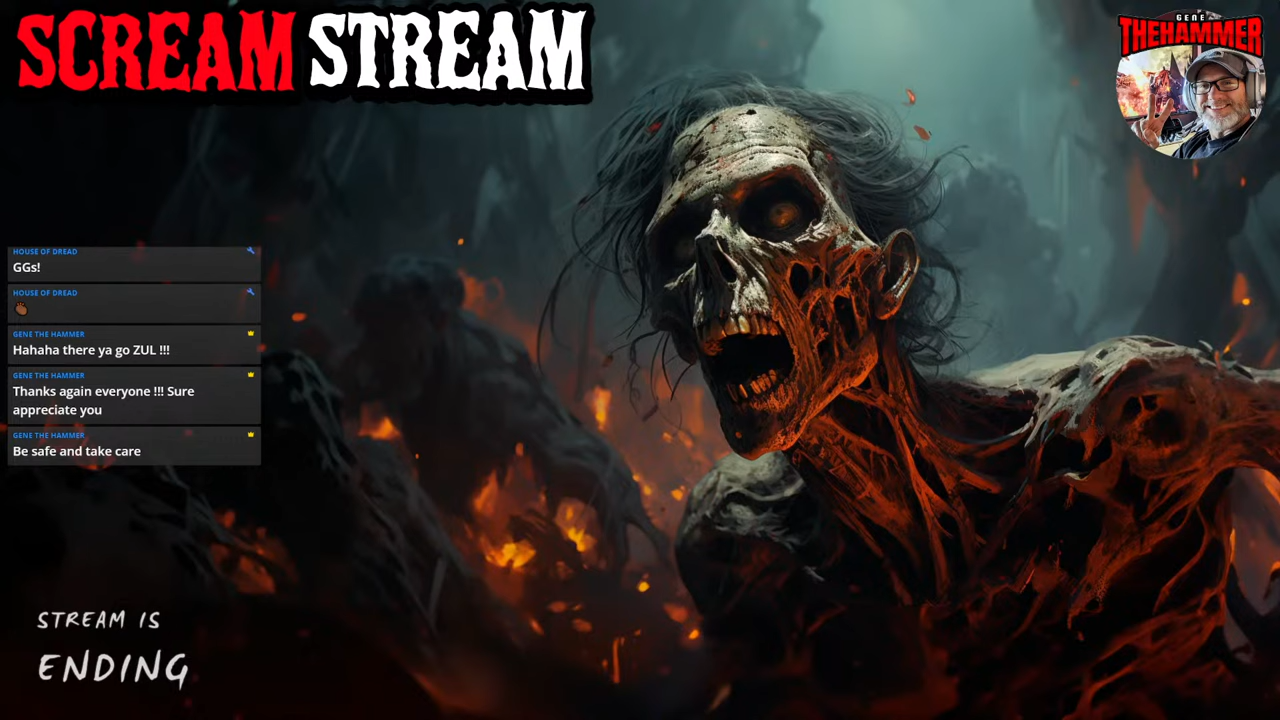 SCREAM STREAM
GENE
THEHAMMER
HOUSE OF DREAD
GGs!
HOUSE OF DREAD
GENE THE HAMMER
Hahaha there ya go ZUL !!!
GENE THE HAMMER
Thanks again everyone !!! Sure
appreciate you
GENE THE HAMMER
Be safe and take care
STREAM IS
ENDING